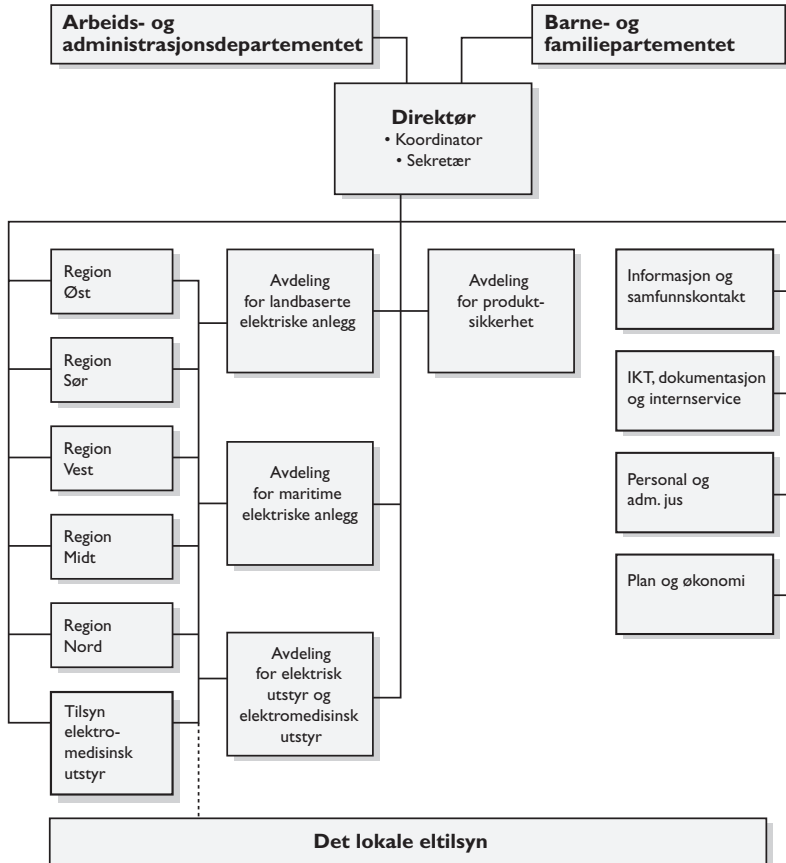 Arbeids- og
administrasjonsdepartementet
Barne- og
familiepartementet
Direktør
• Koordinator
• Sekretær
Region
Øst
Region
Sør
Region
Vest
Region
Midt
Region
Nord
Tilsyn
elektro-
medisinsk
utstyr
Avdeling
for landbaserte
elektriske anlegg
Avdeling
for maritime
elektriske anlegg
Avdeling
for elektrisk
utstyr og
elektromedisinsk
utstyr
Avdeling
for produkt-
sikkerhet
Informasjon og
samfunnskontakt
IKT, dokumentasjon
og internservice
Personal og
adm. jus
Plan og økonomi
Det lokale eltilsyn